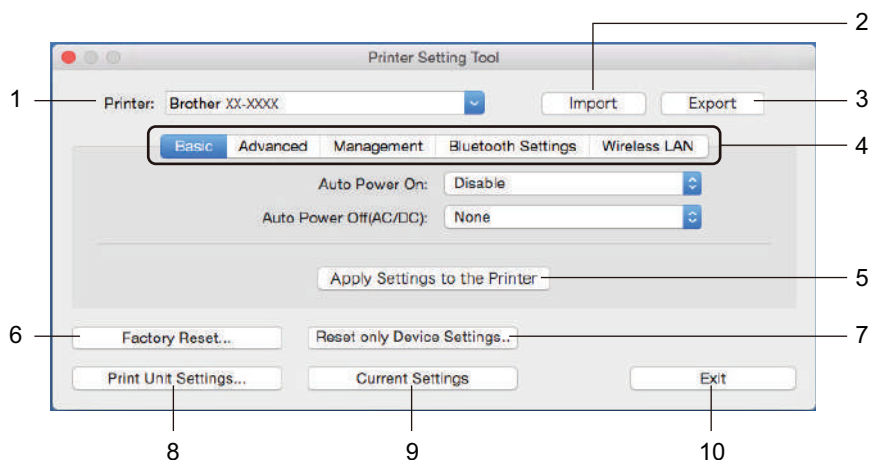 2
Printer Setting Tool
1 Printer: Brother XX-XXXX Import Export 3
Basic Advanced Management Bluetooth Settings Wireless LAN 4
Auto Power On: Disable
Auto Power Off(AC/DC): None
Apply Settings to the Printer 5
6 Factory Reset... Reset only Device Settings.. 7
Print Unit Settings... Current Settings Exit
8 9 10